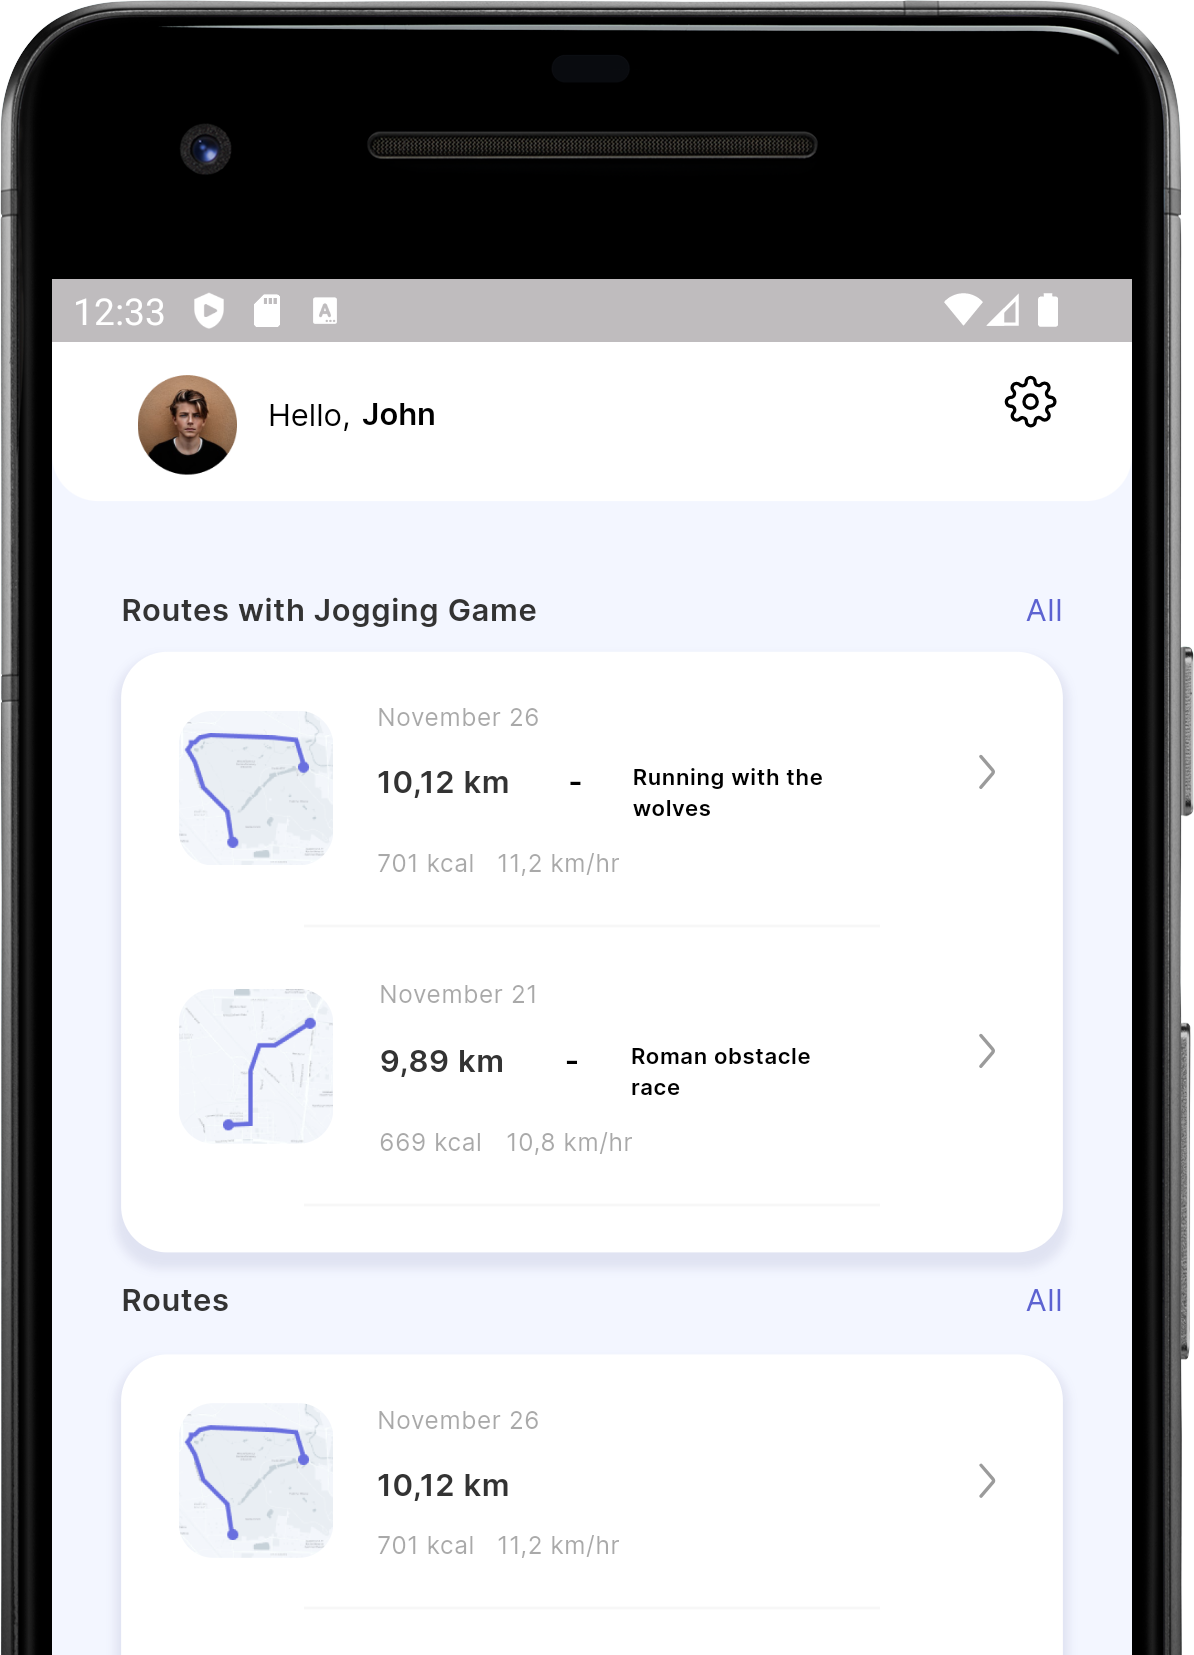 12:33
Hello, John
Routes with Jogging Game
All
November 26
10,12 km - Running with the
wolves
701 kcal 11,2 km/hr
November 21
9,89 km - Roman obstacle
race
669 kcal 10,8 km/hr
Routes
All
November 26
10,12 km
701 kcal 11,2 km/hr